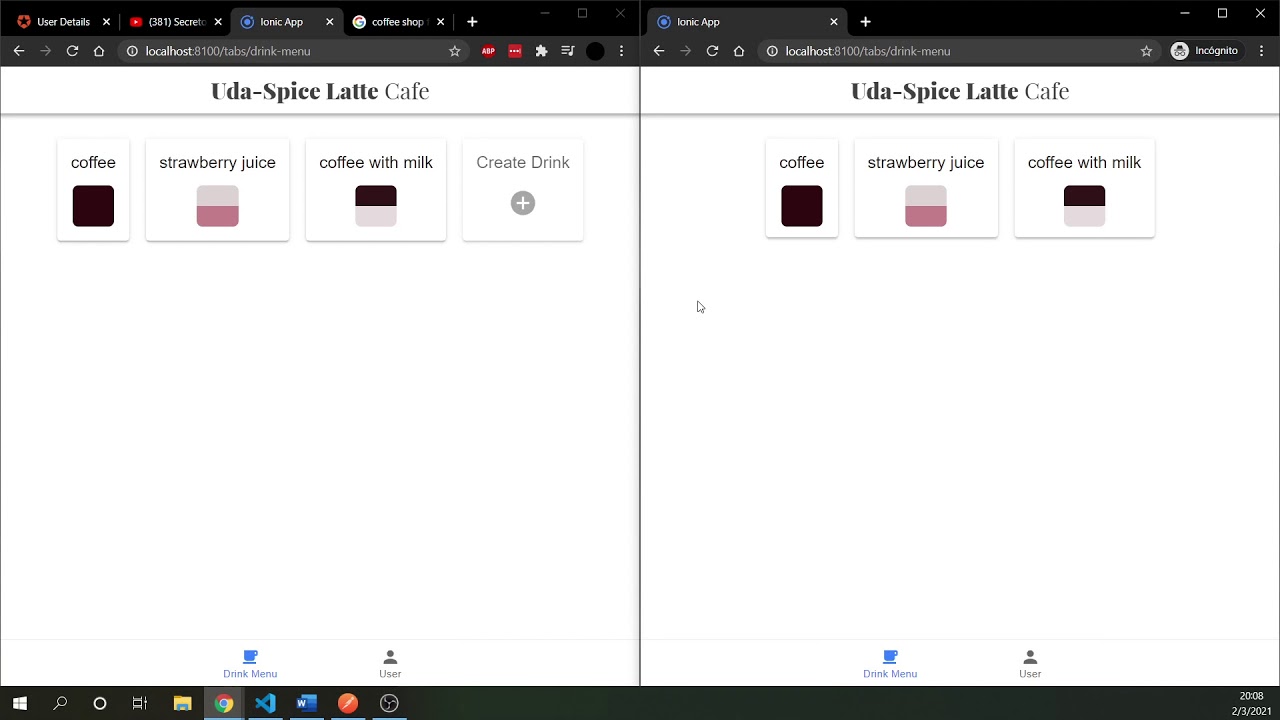 User Details
(381) Secreto
Ionic App
coffee shop
localhost:8100/tabs/drink-menu
ABP
Uda-Spice Latte Cafe
coffee
strawberry juice
coffee with milk
Create Drink
Drink Menu
User
Ionic App
localhost:8100/tabs/drink-menu
Incógnito
Uda-Spice Latte Cafe
coffee
strawberry juice
coffee with milk
Drink Menu
User
20:08
2/3/2021